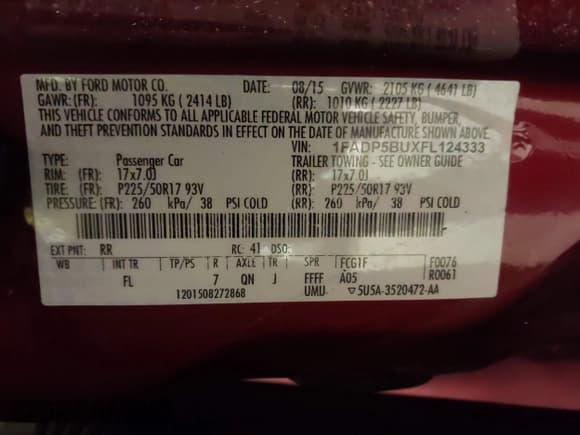 MFD. BY FORD MOTOR CO. DATE: 08/15 GVWR: 2105 KG ( 4641 LB)
GAWR: (FR): 1095 KG ( 2414 LB) (RR): 1010 KG ( 2227 LB)
THIS VEHICLE CONFORMS TO ALL APPLICABLE FEDERAL MOTOR VEHICLE SAFETY, BUMPER,
AND THEFT PREVENTION STANDARDS IN EFFECT ON THE DATE OF MANUFACTURE SHOWN ABOVE.
VIN: 1FADP5BUXFL124333
TYPE: Passenger Car TRAILER TOWING - SEE OWNER GUIDE
RIM: (FR): 17x7.0J (RR): 17x7.0J
TIRE: (FR): P225/50R17 93V (RR): P225/50R17 93V
PRESSURE: (FR): 260 kPa/ 38 PSI COLD (RR): 260 kPa/ 38 PSI COLD
EXT PNT: RR RC: 41 DSO:
WB INT TR TP/PS R AXLE TR SPR FCG1F F0076
FL 7 QN J FFFF A05 R0061
1201508272868 UMU ▽5U5A-3520472-AA